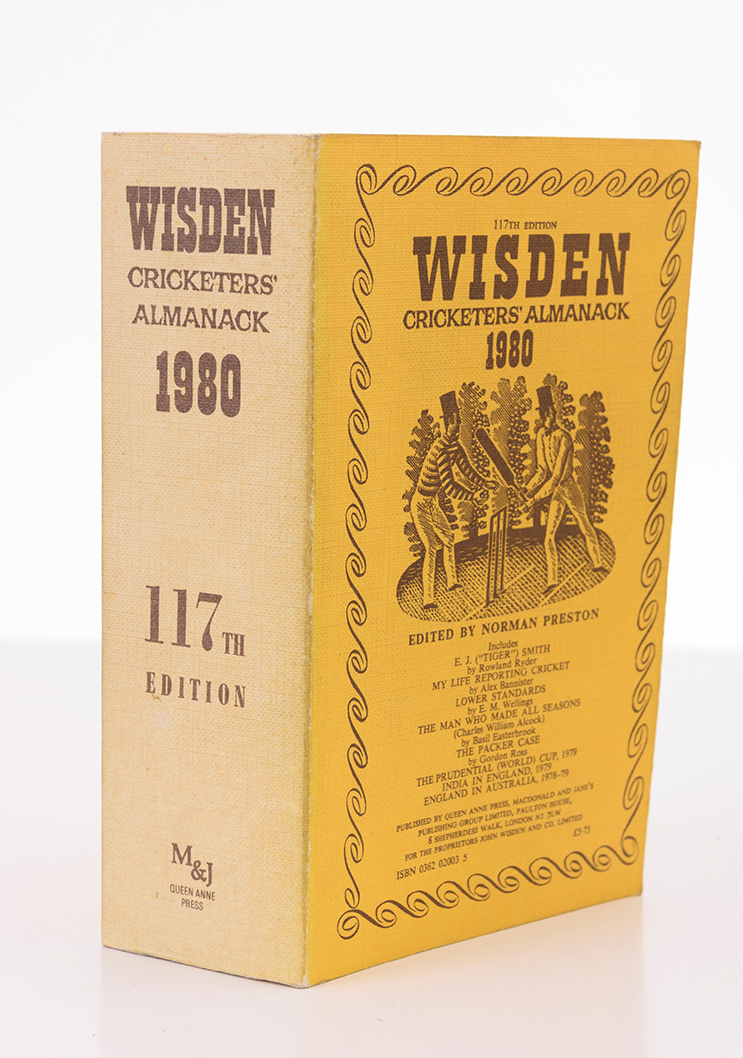 WISDEN
CRICKETERS'
ALMANACK
1980
117TH
EDITION
M&J
QUEEN ANNE
PRESS
117TH EDITION
WISDEN
CRICKETERS' ALMANACK
1980
EDITED BY NORMAN PRESTON
Includes
E. J. ("TIGER") SMITH
by Rowland Ryder
MY LIFE REPORTING CRICKET
by Alex Bannister
LOWER STANDARDS
by E. M. Wellings
THE MAN WHO MADE ALL SEASONS
(Charles William Alcock)
by Basil Easterbrook
THE PACKER CASE
by Gordon Ross
THE PRUDENTIAL (WORLD) CUP, 1979
INDIA IN ENGLAND, 1979
ENGLAND IN AUSTRALIA, 1978-79
PUBLISHED BY QUEEN ANNE PRESS, MACDONALD AND JANE'S
PUBLISHING GROUP LIMITED, PAULTON HOUSE,
8 SHEPHERDESS WALK, LONDON N1 7LW
FOR THE PROPRIETORS JOHN WISDEN AND CO. LIMITED
£5·75
ISBN 0362 02003 5